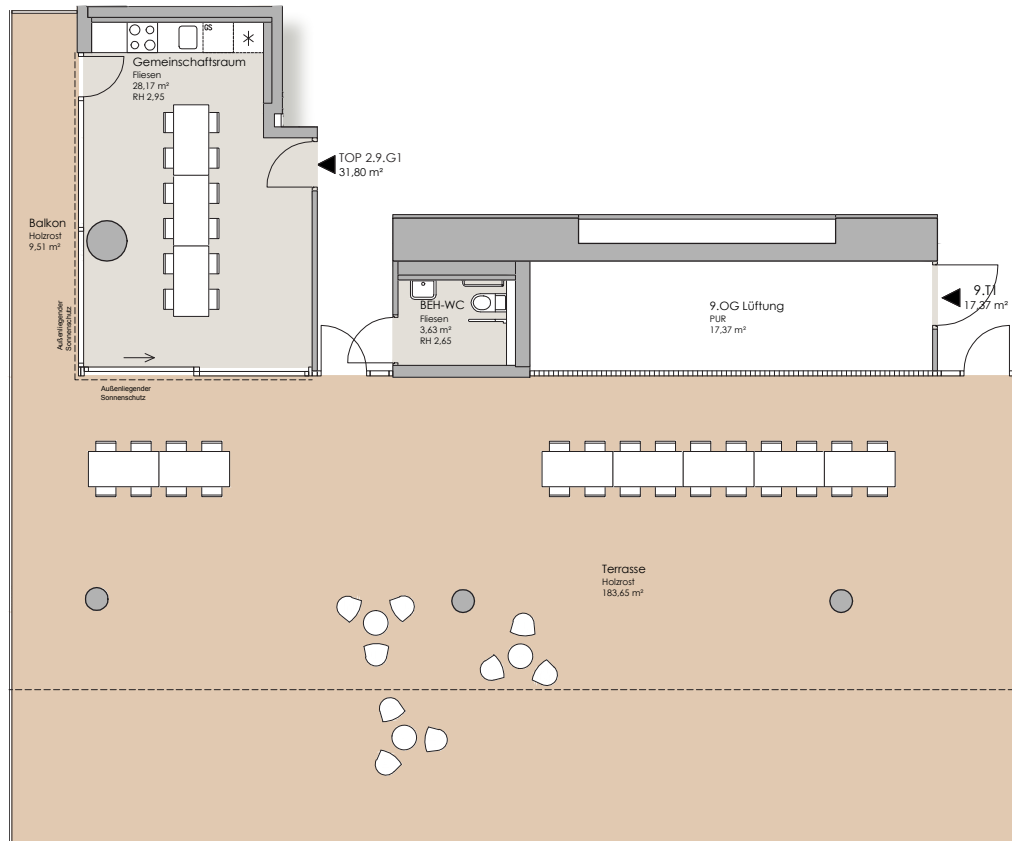 GS
Gemeinschaftsraum
Fliesen
28,17 m²
RH 2,95
TOP 2.9.G1
31,80 m²
Balkon
Holzrost
9,51 m²
Außenliegender
Sonnenschutz
Außenliegender
Sonnenschutz
BEH-WC
Fliesen
3,63 m²
RH 2,65
9.OG Lüftung
PUR
17,37 m²
9.T1
17,37 m²
Terrasse
Holzrost
183,65 m²